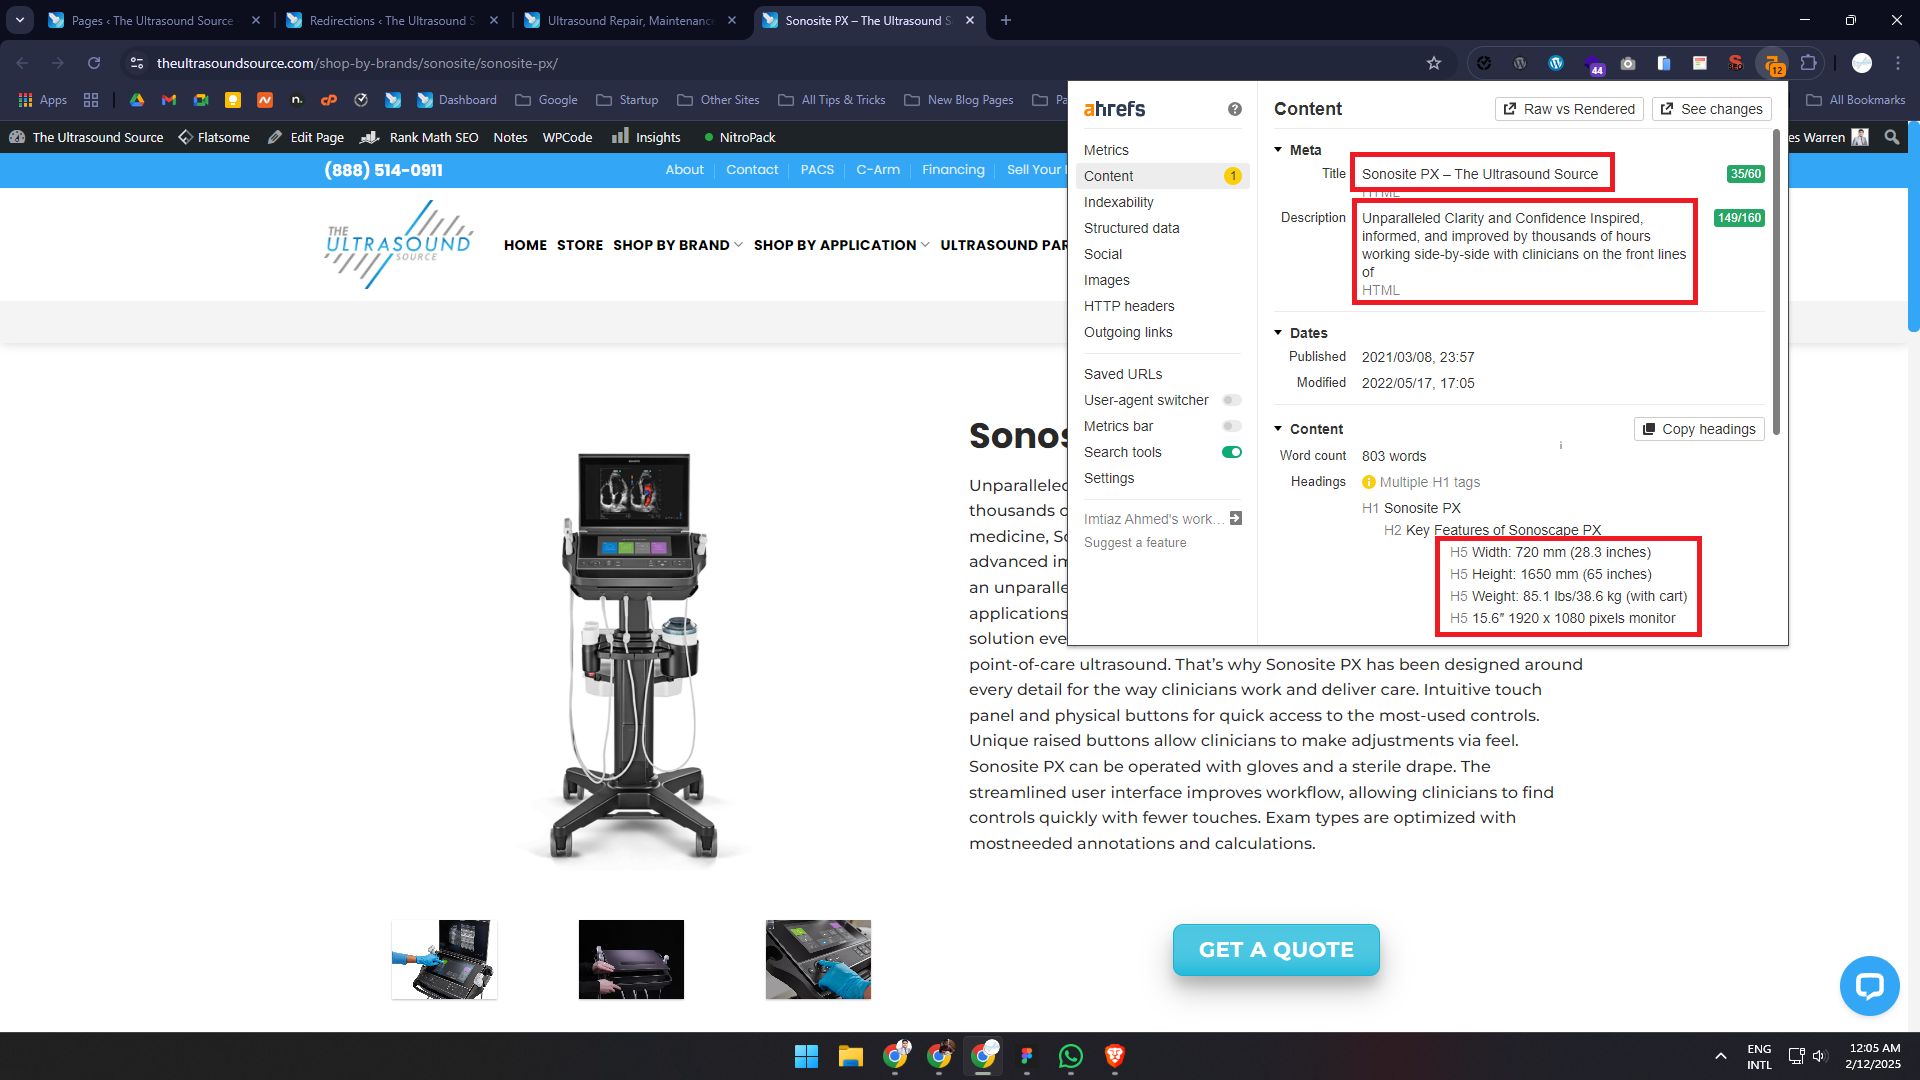 Pages ‹ The Ultrasound Source
Redirections ‹ The Ultrasound S
Ultrasound Repair, Maintenance
Sonosite PX – The Ultrasound S
theultrasoundsource.com/shop-by-brands/sonosite/sonosite-px/
44
12
Apps
Dashboard
Google
Startup
Other Sites
All Tips & Tricks
New Blog Pages
Pa
All Bookmarks
The Ultrasound Source
Flatsome
Edit Page
Rank Math SEO
Notes
WPCode
Insights
NitroPack
es Warren
(888) 514-0911
About
Contact
PACS
C-Arm
Financing
Sell Your
THE
ULTRASOUND
SOURCE
HOME
STORE
SHOP BY BRAND
SHOP BY APPLICATION
ULTRASOUND PAR
ahrefs
Metrics
Content
1
Indexability
Structured data
Social
Images
HTTP headers
Outgoing links
Saved URLs
User-agent switcher
Metrics bar
Search tools
Settings
Imtiaz Ahmed's work...
Suggest a feature
Content
Raw vs Rendered
See changes
Meta
Title
Sonosite PX – The Ultrasound Source
35/60
HTML
Description
Unparalleled Clarity and Confidence Inspired,
informed, and improved by thousands of hours
working side-by-side with clinicians on the front lines
of
HTML
149/160
Dates
Published
2021/03/08, 23:57
Modified
2022/05/17, 17:05
Content
Copy headings
Word count
803 words
Headings
Multiple H1 tags
H1 Sonosite PX
H2 Key Features of Sonoscape PX
H5 Width: 720 mm (28.3 inches)
H5 Height: 1650 mm (65 inches)
H5 Weight: 85.1 lbs/38.6 kg (with cart)
H5 15.6″ 1920 x 1080 pixels monitor
Sonos
Unparalleled
thousands o
medicine, So
advanced im
an unparalle
applications
solution eve
point-of-care ultrasound. That's why Sonosite PX has been designed around
every detail for the way clinicians work and deliver care. Intuitive touch
panel and physical buttons for quick access to the most-used controls.
Unique raised buttons allow clinicians to make adjustments via feel.
Sonosite PX can be operated with gloves and a sterile drape. The
streamlined user interface improves workflow, allowing clinicians to find
controls quickly with fewer touches. Exam types are optimized with
mostneeded annotations and calculations.
GET A QUOTE
ENG
INTL
12:05 AM
2/12/2025